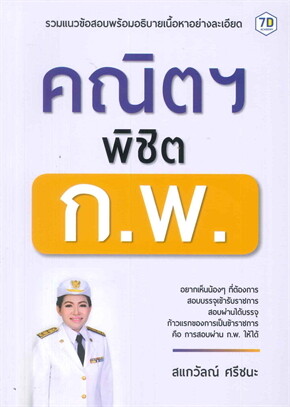 รวมแนวข้อสอบพร้อมอธิบายเนื้อหาอย่างละเอียด
7D
คณิตฯ
พิชิต
ก.พ.
อยากเห็นน้องๆ ที่ต้องการ
สอบบรรจุเข้ารับราชการ
สอบผ่านได้บรรจุ
ก้าวแรกของการเป็นข้าราชการ
คือ การสอบผ่าน ก.พ. ให้ได้
สแกวัลณ์ ศรีชนะ